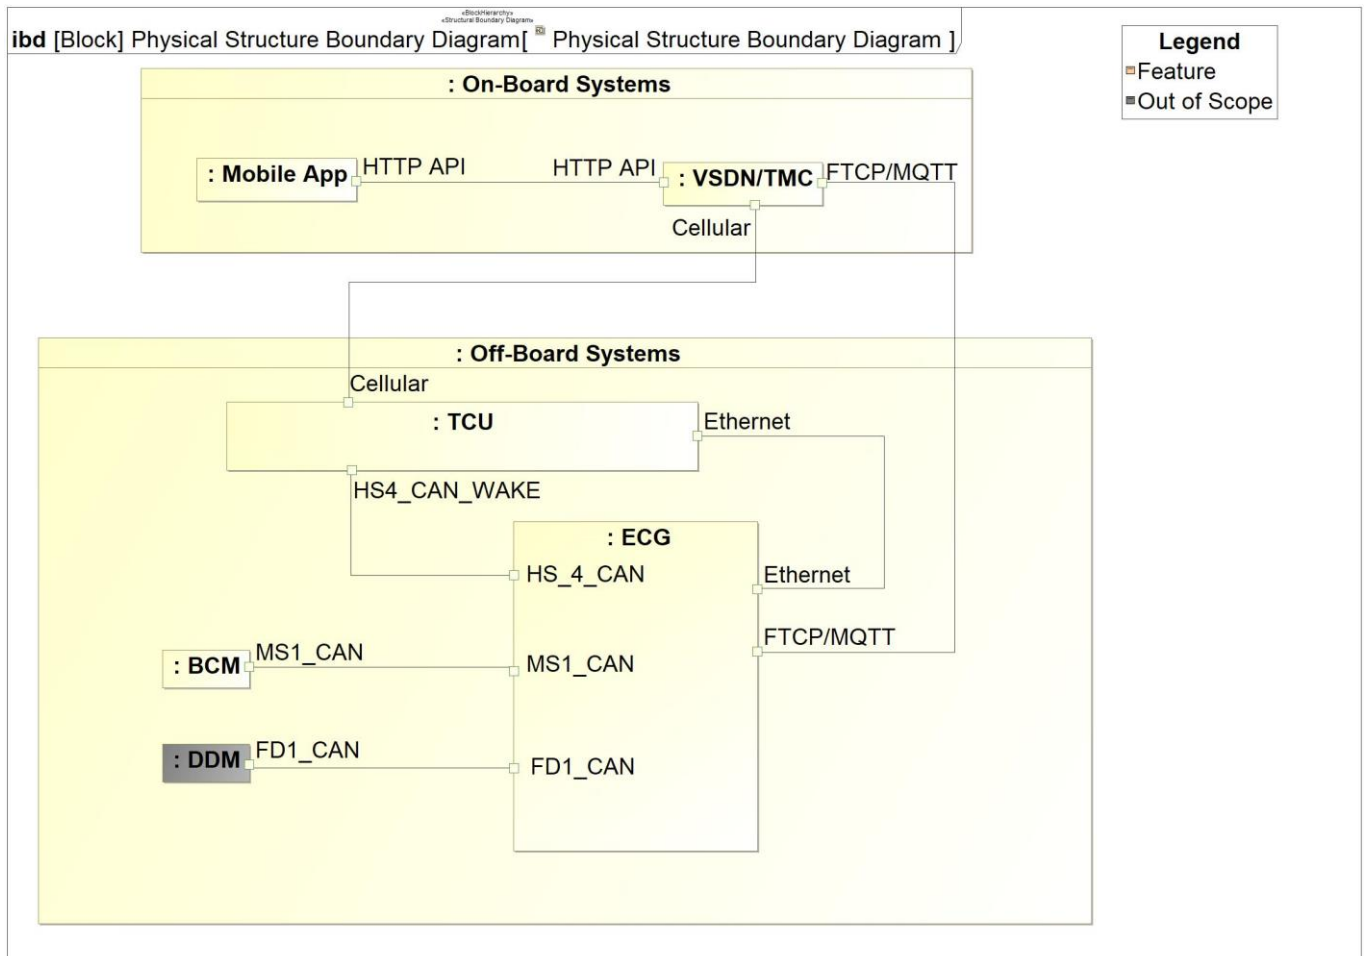 «BlockHierarchy»
«Structural Boundary Diagram»
ibd [Block] Physical Structure Boundary Diagram[ Physical Structure Boundary Diagram ]
Legend
Feature
Out of Scope
: On-Board Systems
: Mobile App
HTTP API
HTTP API
: VSDN/TMC
FTCP/MQTT
Cellular
: Off-Board Systems
Cellular
: TCU
Ethernet
HS4_CAN_WAKE
: ECG
HS_4_CAN
Ethernet
FTCP/MQTT
: BCM
MS1_CAN
MS1_CAN
: DDM
FD1_CAN
FD1_CAN